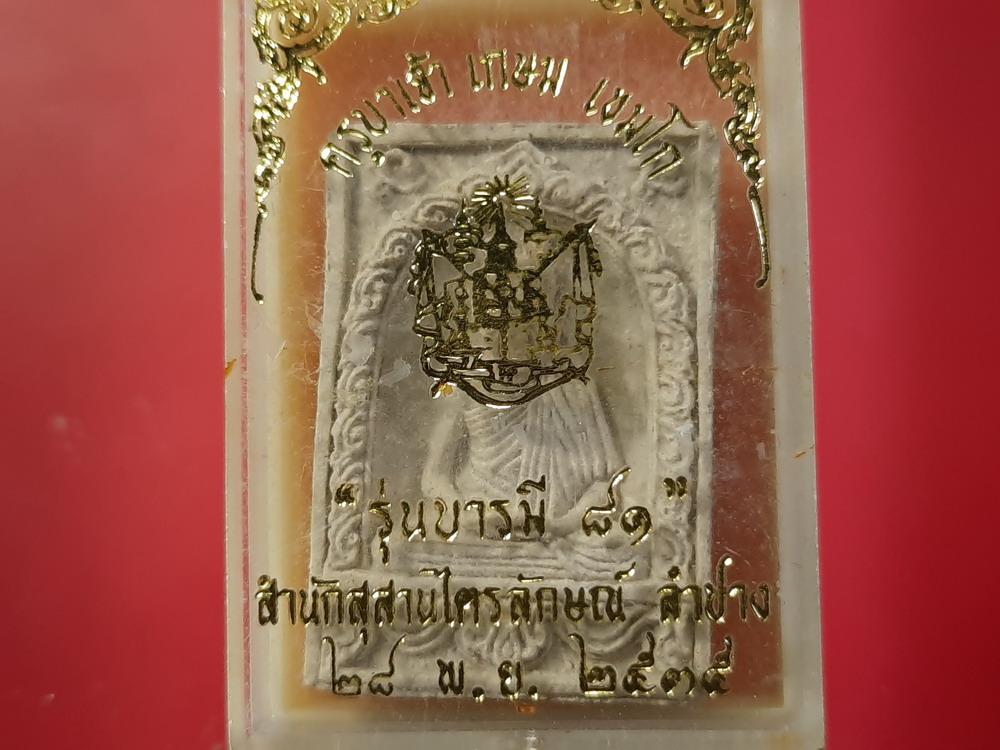 ครูบาเจ้า เกษม เขมโก
"รุ่นบารมี ๘๑"
สำนักสุสานไตรลักษณ์ ลำปาง
๒๘ พ.ย. ๒๕๓๕